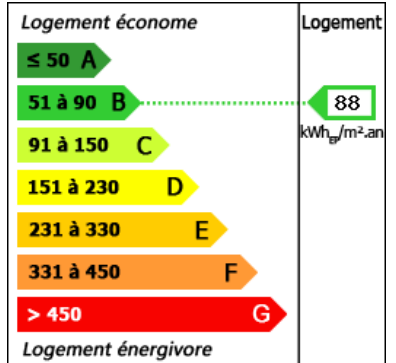 Logement économe Logement
≤ 50 A
51 à 90 B 88
kWhEP/m².an
91 à 150 C
151 à 230 D
231 à 330 E
331 à 450 F
> 450 G
Logement énergivore